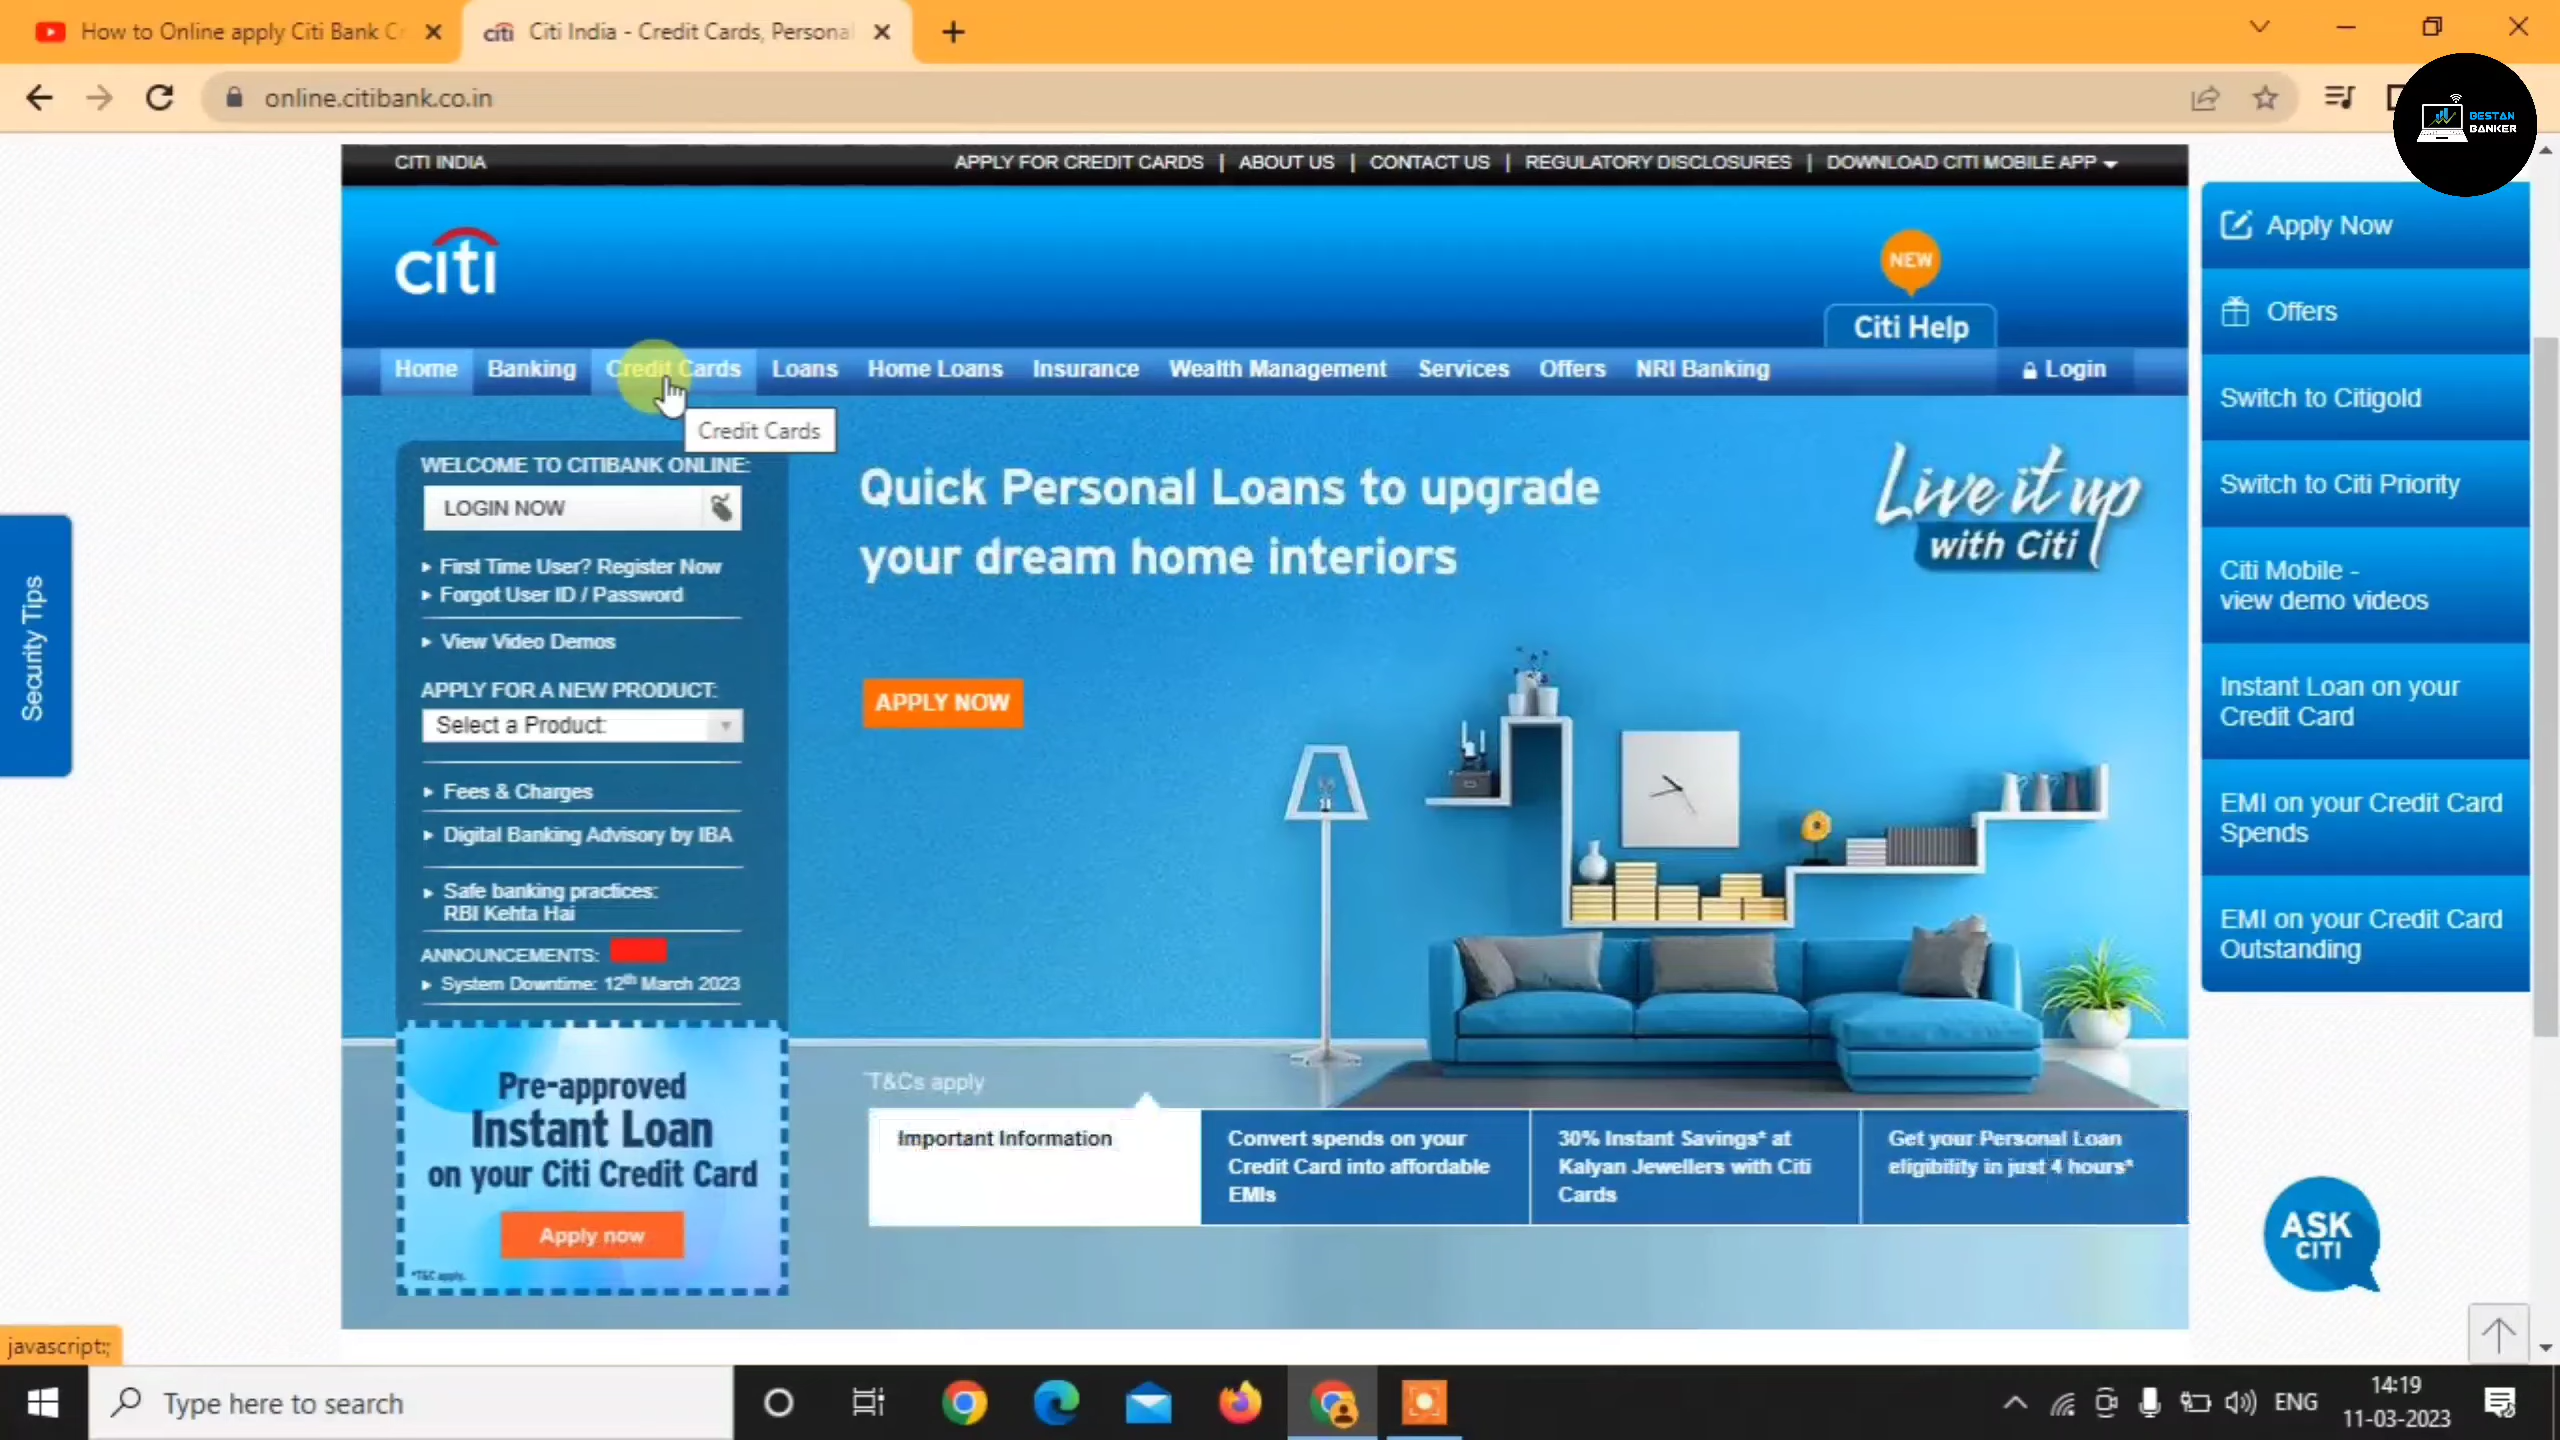 How to Online apply Citi Bank C
Citi India - Credit Cards, Personal
online.citibank.co.in
BESTAN
BANKER
CITI INDIA
APPLY FOR CREDIT CARDS | ABOUT US | CONTACT US | REGULATORY DISCLOSURES | DOWNLOAD CITI MOBILE APP
citi
NEW
Citi Help
Home Banking Credit Cards Loans Home Loans Insurance Wealth Management Services Offers NRI Banking Login
Credit Cards
WELCOME TO CITIBANK ONLINE:
LOGIN NOW
First Time User? Register Now
Forgot User ID / Password
View Video Demos
APPLY FOR A NEW PRODUCT:
Select a Product:
Fees & Charges
Digital Banking Advisory by IBA
Safe banking practices:
RBI Kehta Hai
ANNOUNCEMENTS:
System Downtime: 12th March 2023
Pre-approved
Instant Loan
on your Citi Credit Card
Apply now
*T&C apply.
Quick Personal Loans to upgrade
your dream home interiors
APPLY NOW
Live it up
with Citi
*T&Cs apply
Important Information
Convert spends on your
Credit Card into affordable
EMIs
30% Instant Savings* at
Kalyan Jewellers with Citi
Cards
Get your Personal Loan
eligibility in just 4 hours*
Security Tips
Apply Now
Offers
Switch to Citigold
Switch to Citi Priority
Citi Mobile -
view demo videos
Instant Loan on your
Credit Card
EMI on your Credit Card
Spends
EMI on your Credit Card
Outstanding
ASK
CITI
javascript:;
Type here to search
ENG
14:19
11-03-2023